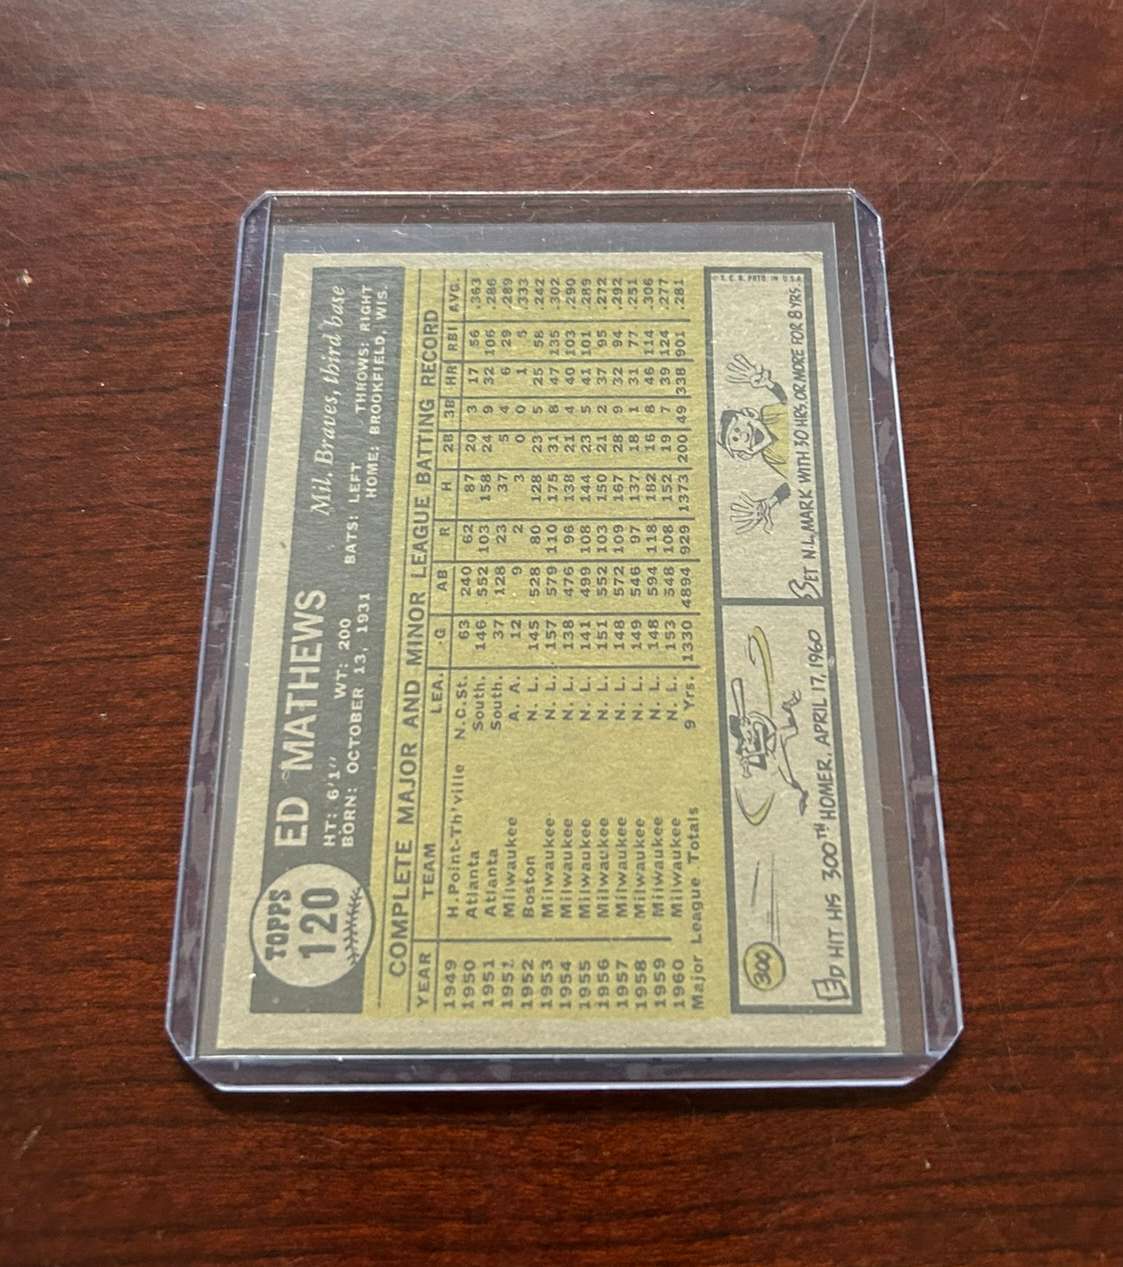 TOPPS
120
ED MATHEWS
Mil. Braves, third base
HT: 6'1" WT: 200 BATS: LEFT THROWS: RIGHT
BORN: OCTOBER 13, 1931 HOME: BROOKFIELD, WIS.
COMPLETE MAJOR AND MINOR LEAGUE BATTING RECORD
YEAR TEAM LEA. G AB R H 2B 3B HR RBI AVG.
1949 H.Point-Th'ville N.C.St. 63 240 62 87 20 3 17 56 .363
1950 Atlanta South. 146 552 103 158 24 9 32 106 .286
1951 Atlanta South. 37 128 23 37 5 4 6 29 .289
1951 Milwaukee A. A. 12 9 2 3 0 0 1 5 .333
1952 Boston N. L. 145 528 80 128 23 5 25 58 .242
1953 Milwaukee N. L. 157 579 110 175 31 8 47 135 .302
1954 Milwaukee N. L. 138 476 96 138 21 4 40 103 .290
1955 Milwaukee N. L. 141 499 108 144 23 5 41 101 .289
1956 Milwaukee N. L. 151 552 103 150 21 2 37 95 .272
1957 Milwaukee N. L. 148 572 109 167 28 9 32 94 .292
1958 Milwaukee N. L. 149 546 97 137 18 1 31 77 .251
1959 Milwaukee N. L. 148 594 118 182 16 8 46 114 .306
1960 Milwaukee N. L. 153 548 108 152 19 7 39 124 .277
Major League Totals 9 Yrs. 1330 4894 929 1373 200 49 338 901 .281
300
ED HIT HIS 300TH HOMER, APRIL 17, 1960
SET N.L. MARK WITH 30 HRS. OR MORE FOR 8 YRS.
T. C. G. PRTD. IN U.S.A.